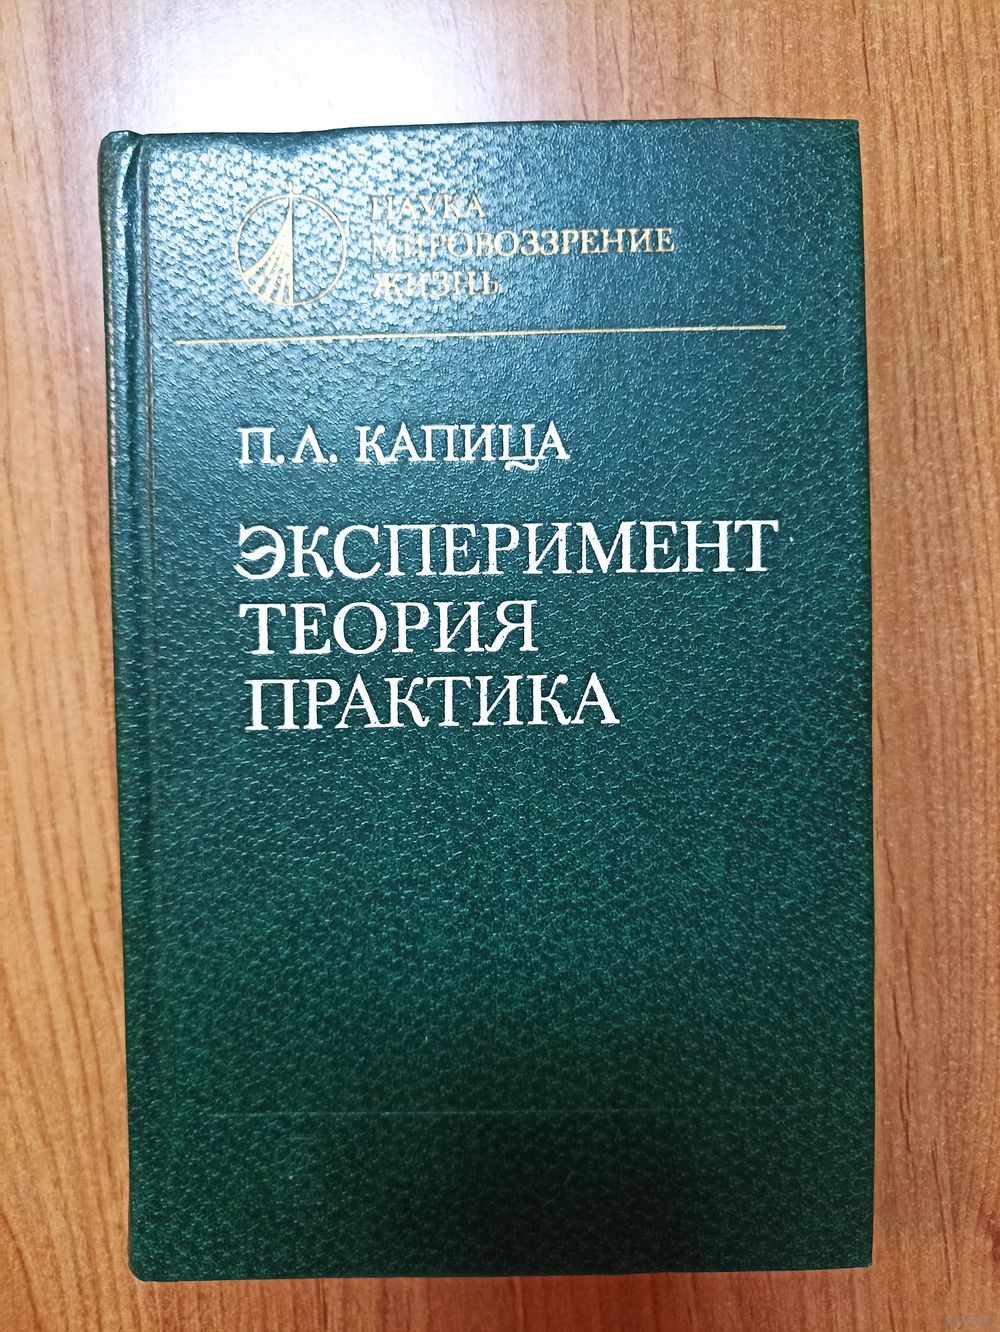 НАУКА
МИРОВОЗЗРЕНИЕ
ЖИЗНЬ
П.Л. КАПИЦА
ЭКСПЕРИМЕНТ
ТЕОРИЯ
ПРАКТИКА